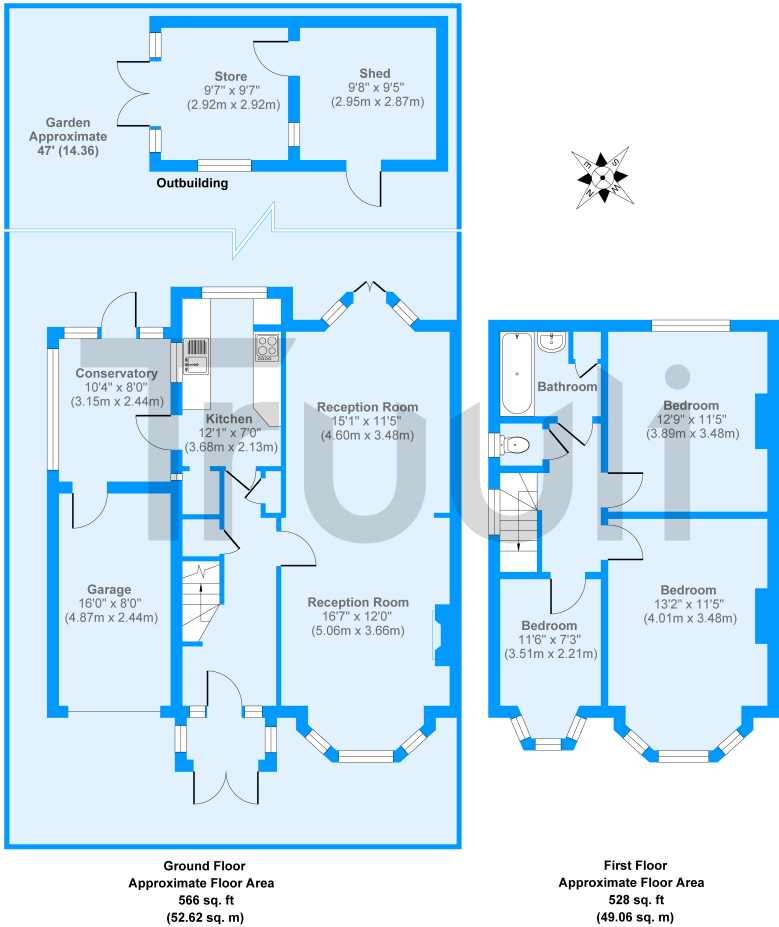 Store
9'7" x 9'7"
(2.92m x 2.92m)
Shed
9'8" x 9'5"
(2.95m x 2.87m)
Garden
Approximate
47' (14.36)
Outbuilding
S
E
W
N
Conservatory
10'4" x 8'0"
(3.15m x 2.44m)
Kitchen
12'1" x 7'0"
(3.68m x 2.13m)
Reception Room
15'1" x 11'5"
(4.60m x 3.48m)
Bathroom
Bedroom
12'9" x 11'5"
(3.89m x 3.48m)
Truuli
Garage
16'0" x 8'0"
(4.87m x 2.44m)
Reception Room
16'7" x 12'0"
(5.06m x 3.66m)
Bedroom
11'6" x 7'3"
(3.51m x 2.21m)
Bedroom
13'2" x 11'5"
(4.01m x 3.48m)
Ground Floor
Approximate Floor Area
566 sq. ft
(52.62 sq. m)
First Floor
Approximate Floor Area
528 sq. ft
(49.06 sq. m)